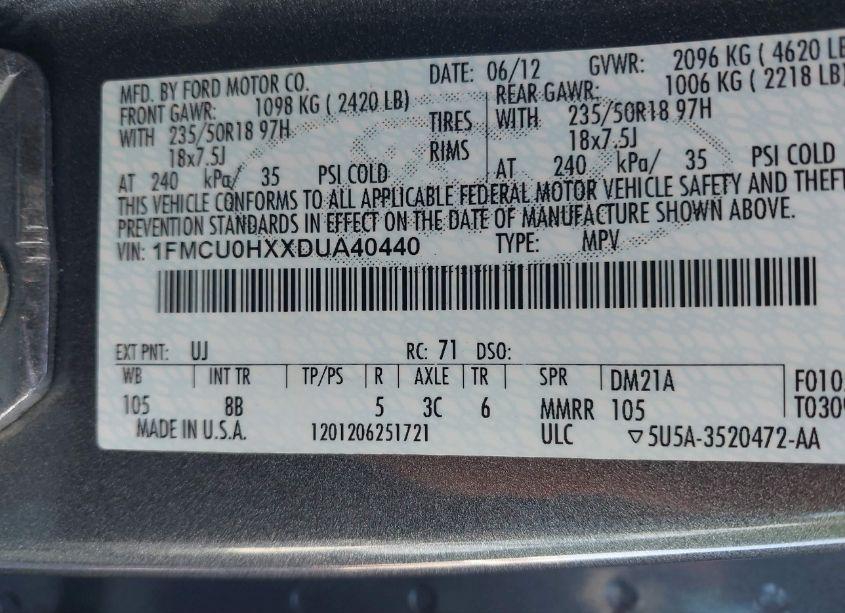 MFD. BY FORD MOTOR CO. DATE: 06/12 GVWR: 2096 KG ( 4620 LB
FRONT GAWR: 1098 KG ( 2420 LB) REAR GAWR: 1006 KG ( 2218 LB)
WITH 235/50R18 97H TIRES WITH 235/50R18 97H
18x7.5J RIMS 18x7.5J
AT 240 kPa/ 35 PSI COLD AT 240 kPa/ 35 PSI COLD
THIS VEHICLE CONFORMS TO ALL APPLICABLE FEDERAL MOTOR VEHICLE SAFETY AND THEFT
PREVENTION STANDARDS IN EFFECT ON THE DATE OF MANUFACTURE SHOWN ABOVE.
VIN: 1FMCU0HXXDUA40440 TYPE: MPV
EXT PNT: UJ RC: 71 DSO:
WB INT TR TP/PS R AXLE TR SPR DM21A F010
105 8B 5 3C 6 MMRR 105 T030
MADE IN U.S.A. 1201206251721 ULC ▽5U5A-3520472-AA